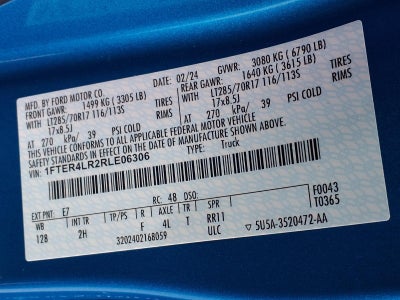 MFD. BY FORD MOTOR CO.
DATE: 02/24 GVWR: 3080 KG (6790 LB)
FRONT GAWR: 1499 KG (3305 LB) REAR GAWR: 1640 KG (3615 LB)
WITH LT285/70R17 116/113S TIRES WITH LT285/70R17 116/113S TIRES
17x8.5J RIMS 17x8.5J RIMS
AT 270 kPa/ 39 PSI COLD AT 270 kPa/ 39 PSI COLD
THIS VEHICLE CONFORMS TO ALL APPLICABLE FEDERAL MOTOR VEHICLE
SAFETY STANDARDS IN EFFECT ON THE DATE OF MANUFACTURE SHOWN ABOVE.
VIN: 1FTER4LR2RLE06306 TYPE: Truck
F0043
T0365
EXT PNT: E7 RC: 4B DSO:
WB INT TR TP/PS R AXLE TR SPR
128 2H F 4L T RR11
3202402168059 ULC 5U5A-3520472-AA